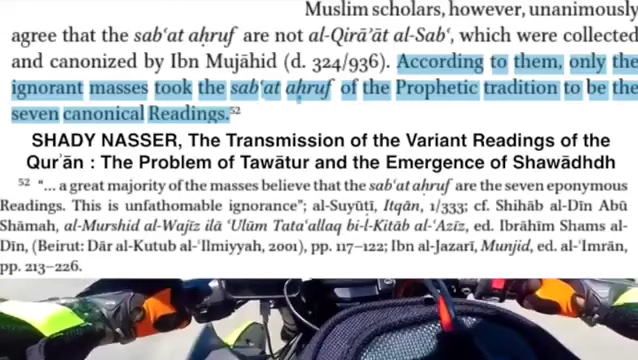 Muslim scholars, however, unanimously
agree that the sabʿat aḥruf are not al-Qirāʾāt al-Sabʿ, which were collected
and canonized by Ibn Mujāhid (d. 324/936). According to them, only the
ignorant masses took the sabʿat aḥruf of the Prophetic tradition to be the
seven canonical Readings.⁵²
SHADY NASSER, The Transmission of the Variant Readings of the
Qurʾān : The Problem of Tawātur and the Emergence of Shawādhdh
⁵² “... a great majority of the masses believe that the sabʿat aḥruf are the seven eponymous
Readings. This is unfathomable ignorance”; al-Suyūṭī, Itqān, 1/333; cf. Shihāb al-Dīn Abū
Shāmah, al-Murshid al-Wajīz ilā ʿUlūm Tataʿallaq bi-l-Kitāb al-ʿAzīz, ed. Ibrāhīm Shams al-
Dīn, (Beirut: Dār al-Kutub al-ʿIlmiyyah, 2001), pp. 117–122; Ibn al-Jazarī, Munjid, ed. al-ʿImrān,
pp. 213–226.